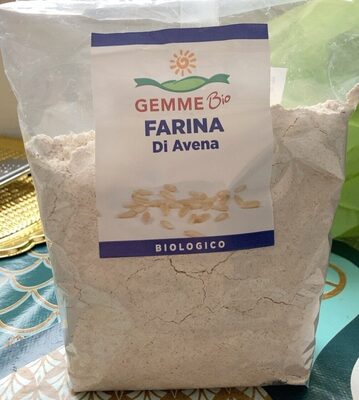 GEMME Bio
FARINA
Di Avena
BIOLOGICO